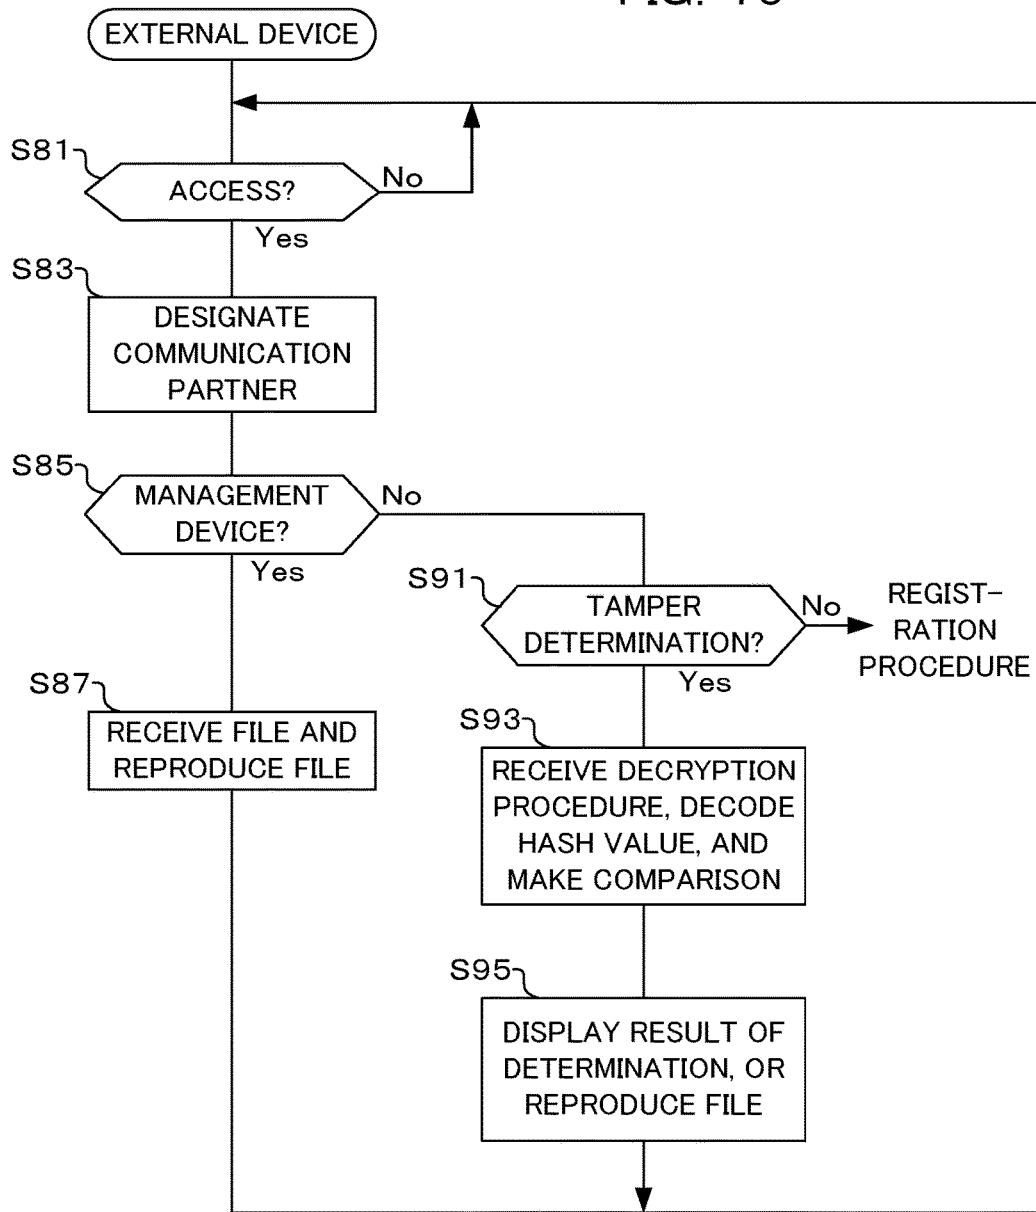 EXTERNAL DEVICE
S81
ACCESS?
No
Yes
S83
DESIGNATE
COMMUNICATION
PARTNER
S85
MANAGEMENT
DEVICE?
No
Yes
S91
TAMPER
DETERMINATION?
No
REGIST-
RATION
PROCEDURE
Yes
S87
RECEIVE FILE AND
REPRODUCE FILE
S93
RECEIVE DECRYPTION
PROCEDURE, DECODE
HASH VALUE, AND
MAKE COMPARISON
S95
DISPLAY RESULT OF
DETERMINATION, OR
REPRODUCE FILE